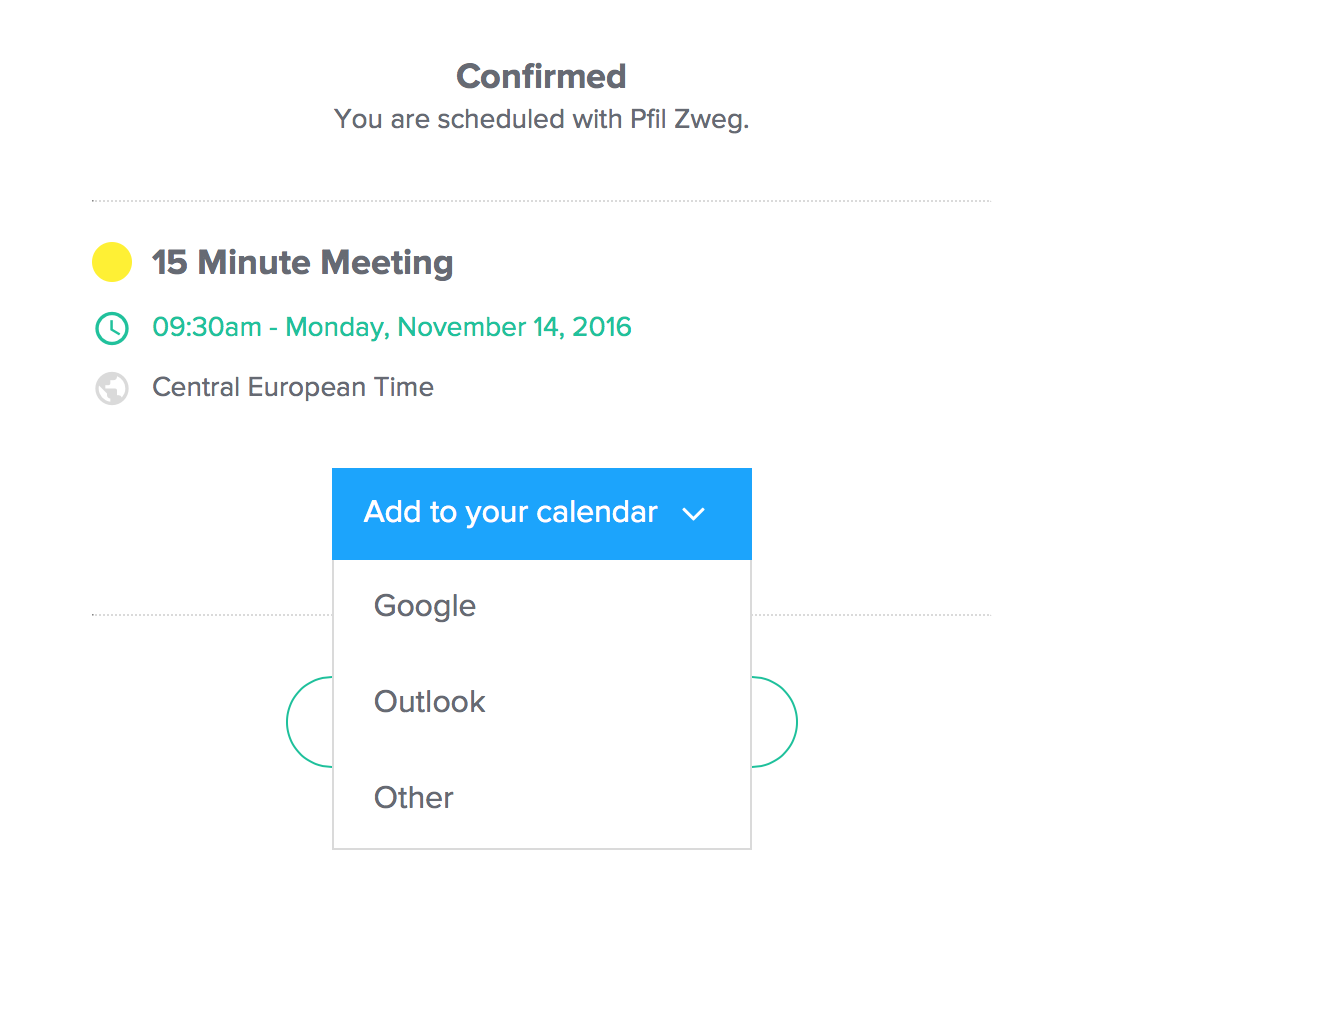 Confirmed
You are scheduled with Pfil Zweg.
15 Minute Meeting
09:30am - Monday, November 14, 2016
Central European Time
Add to your calendar
Google
Outlook
Other